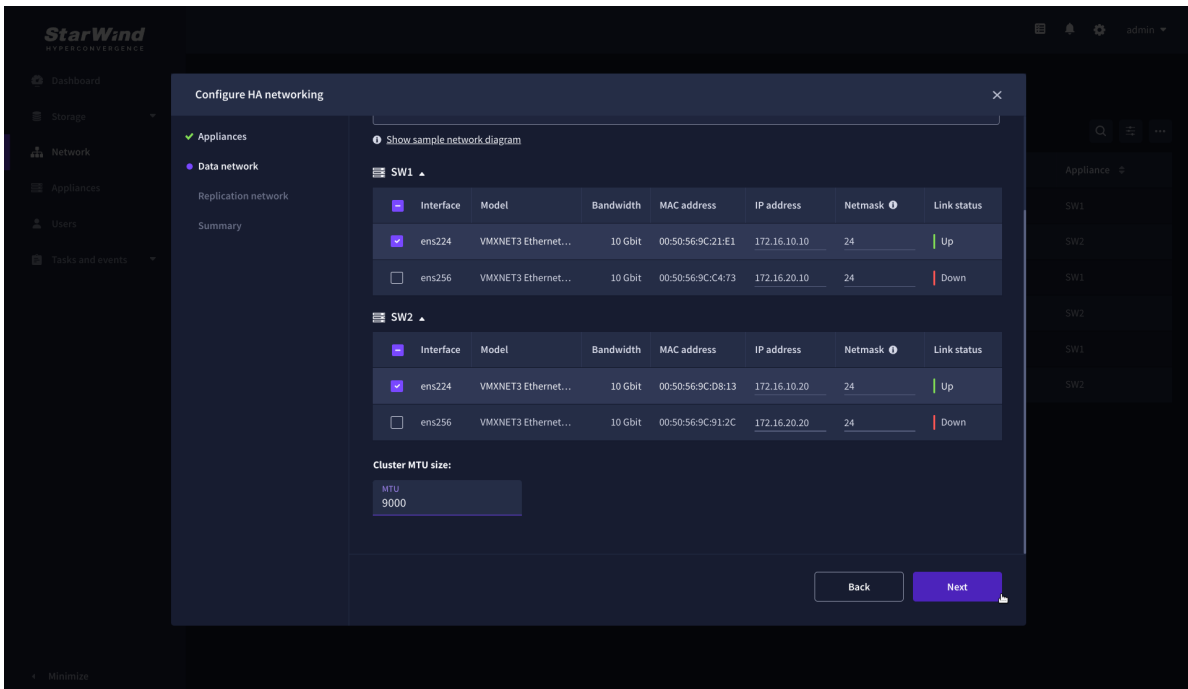 StarWind
HYPERCONVERGENCE
admin
Dashboard
Storage
Network
Appliances
Users
Tasks and events
Minimize
Appliance
SW1
SW2
SW1
SW2
SW1
SW2
Configure HA networking
Appliances
Data network
Replication network
Summary
Show sample network diagram
SW1
Interface Model Bandwidth MAC address IP address Netmask Link status
ens224 VMXNET3 Ethernet... 10 Gbit 00:50:56:9C:21:E1 172.16.10.10 24 Up
ens256 VMXNET3 Ethernet... 10 Gbit 00:50:56:9C:C4:73 172.16.20.10 24 Down
SW2
Interface Model Bandwidth MAC address IP address Netmask Link status
ens224 VMXNET3 Ethernet... 10 Gbit 00:50:56:9C:D8:13 172.16.10.20 24 Up
ens256 VMXNET3 Ethernet... 10 Gbit 00:50:56:9C:91:2C 172.16.20.20 24 Down
Cluster MTU size:
MTU
9000
Back
Next